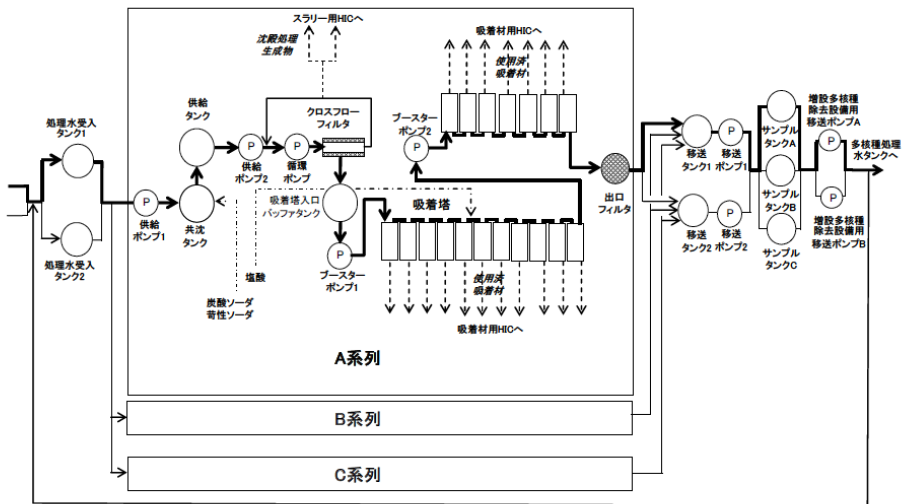 スラリー用HICへ
沈殿処理
生成物
吸着材用HICへ
使用済
吸着材
処理水受入
タンク1
供給
タンク
クロスフロー
フィルタ
ブースター
ポンプ2
P
P
P
供給
ポンプ2
循環
ポンプ
P
供給
ポンプ1
共沈
タンク
吸着塔入口
バッファタンク
吸着塔
出口
フィルタ
処理水受入
タンク2
P
ブースター
ポンプ1
塩酸
炭酸ソーダ
苛性ソーダ
使用済
吸着材
吸着材用HICへ
A系列
B系列
C系列
移送
タンク1
P
移送
ポンプ1
移送
タンク2
P
移送
ポンプ2
サンプル
タンクA
サンプル
タンクB
サンプル
タンクC
増設多核種
除去設備用
移送ポンプA
P
P
増設多核種
除去設備用
移送ポンプB
多核種処理
水タンクへ